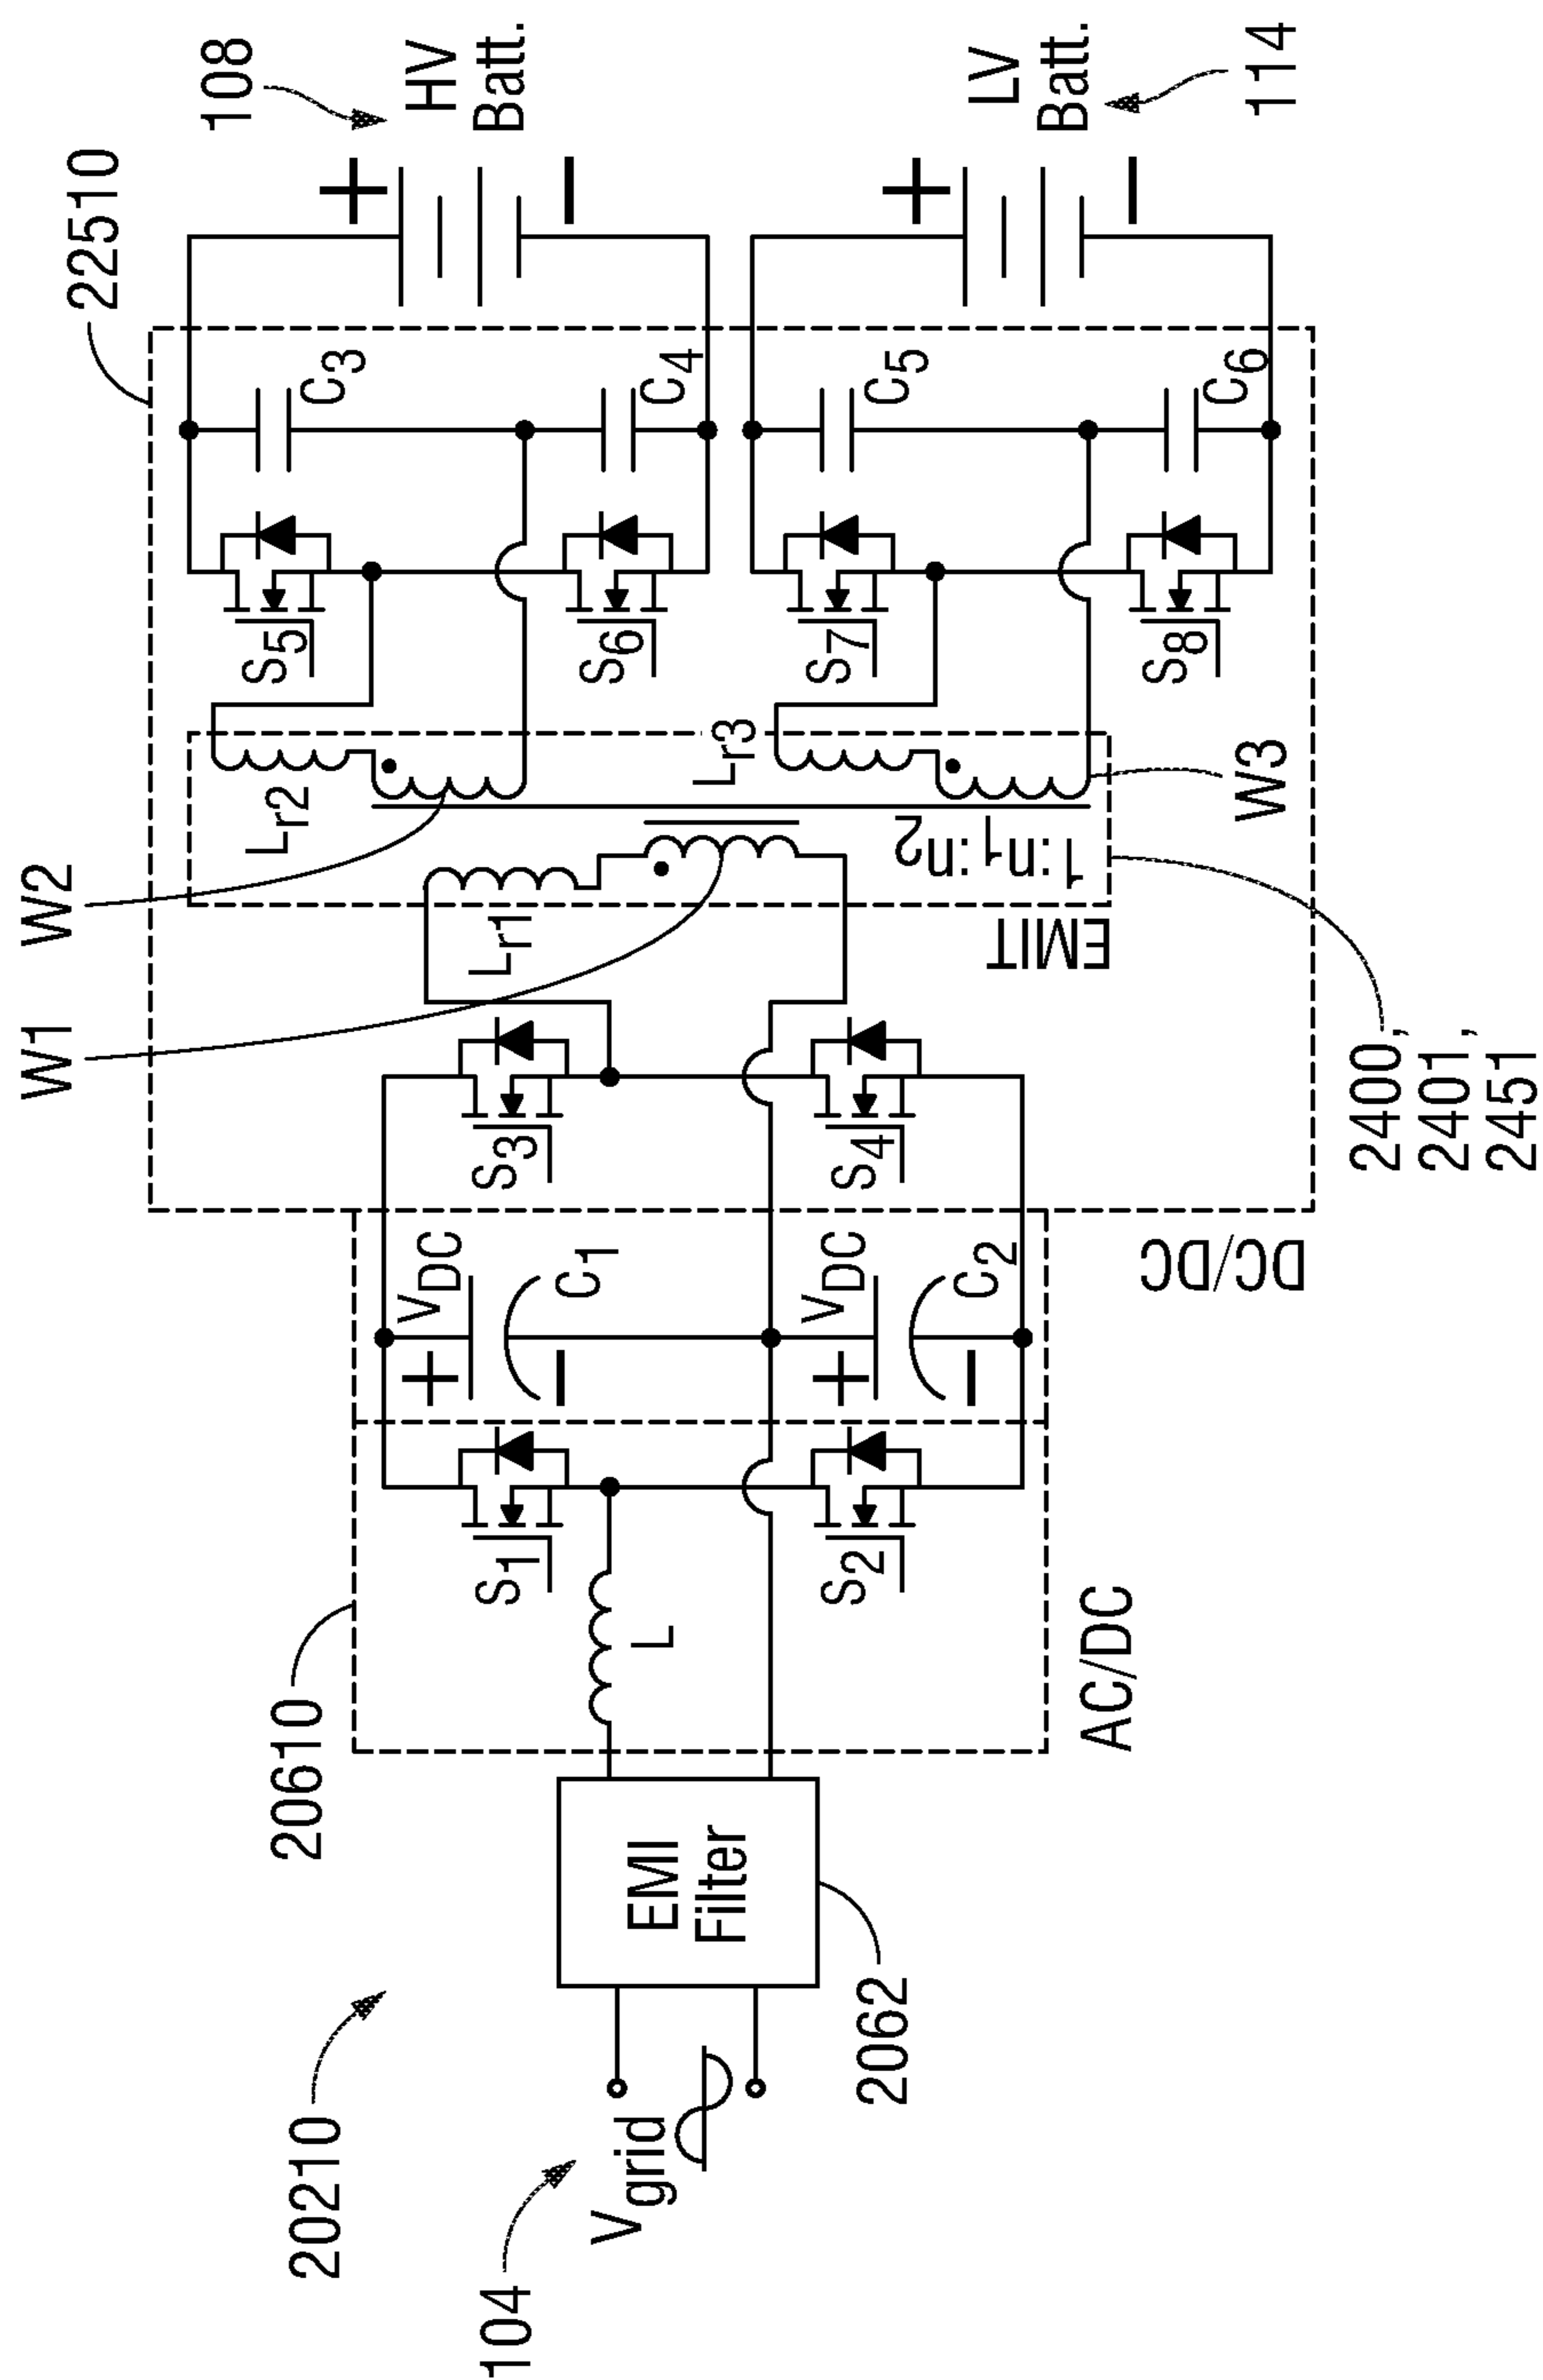 108
HV
Batt.
22510
LV
Batt.
114
+
−
+
−
C3
C4
C5
C6
S5
S6
S7
S8
W2
Lr2
Lr3
W3
1:n1:n2
W1
Lr1
EMIT
2400,
2401,
2451
S3
S4
DC/DC
VDC
C1
VDC
C2
+
−
+
−
S1
S2
L
20610
AC/DC
EMI
Filter
2062
20210
104
Vgrid